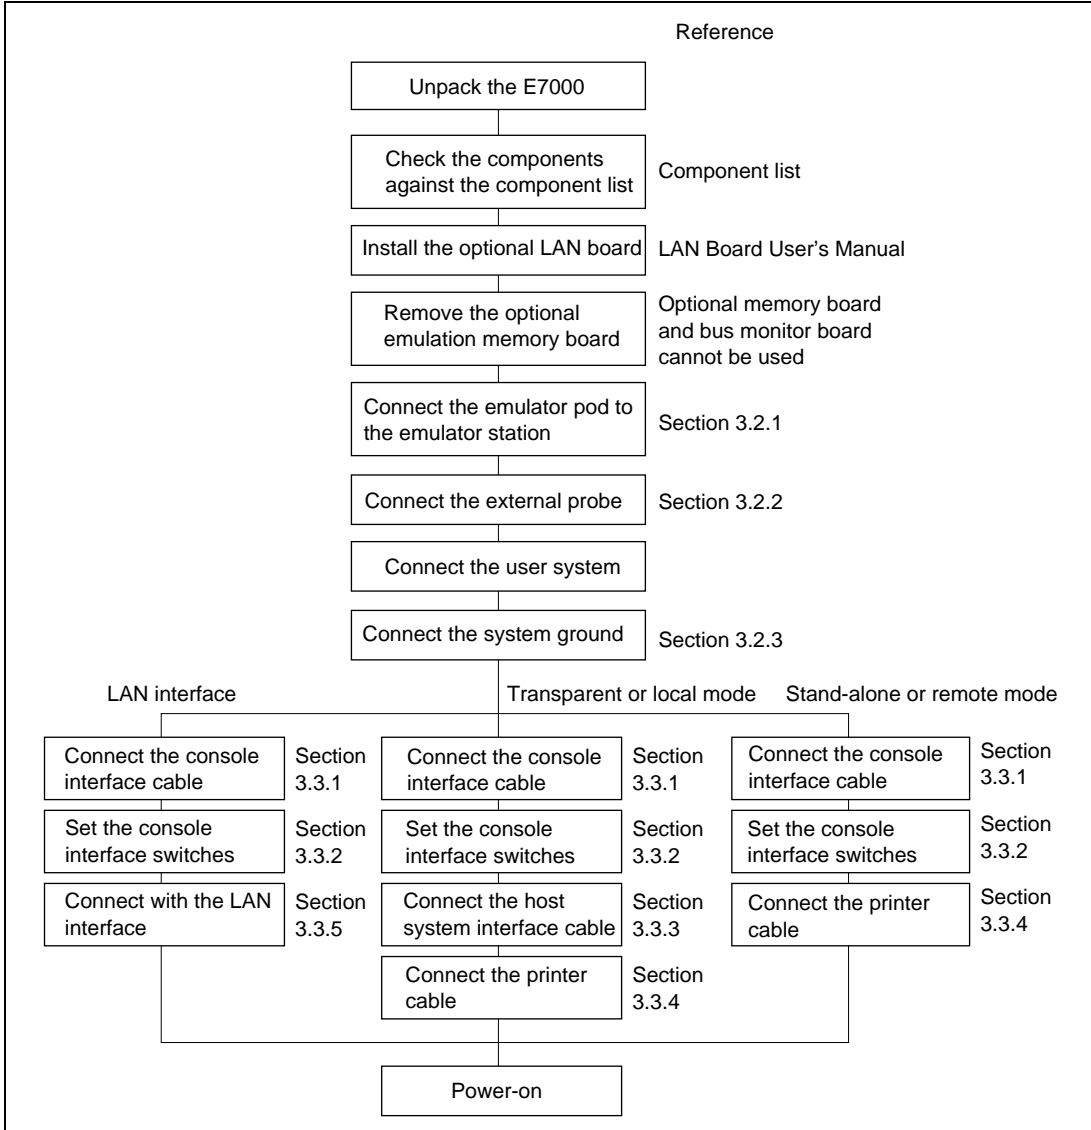 Reference
Unpack the E7000
Check the components
against the component list
Component list
Install the optional LAN board
LAN Board User's Manual
Remove the optional
emulation memory board
Optional memory board
and bus monitor board
cannot be used
Connect the emulator pod to
the emulator station
Section 3.2.1
Connect the external probe
Section 3.2.2
Connect the user system
Connect the system ground
Section 3.2.3
LAN interface
Connect the console
interface cable
Section
3.3.1
Set the console
interface switches
Section
3.3.2
Connect with the LAN
interface
Section
3.3.5
Transparent or local mode
Connect the console
interface cable
Section
3.3.1
Set the console
interface switches
Section
3.3.2
Connect the host
system interface cable
Section
3.3.3
Connect the printer
cable
Section
3.3.4
Stand-alone or remote mode
Connect the console
interface cable
Section
3.3.1
Set the console
interface switches
Section
3.3.2
Connect the printer
cable
Section
3.3.4
Power-on